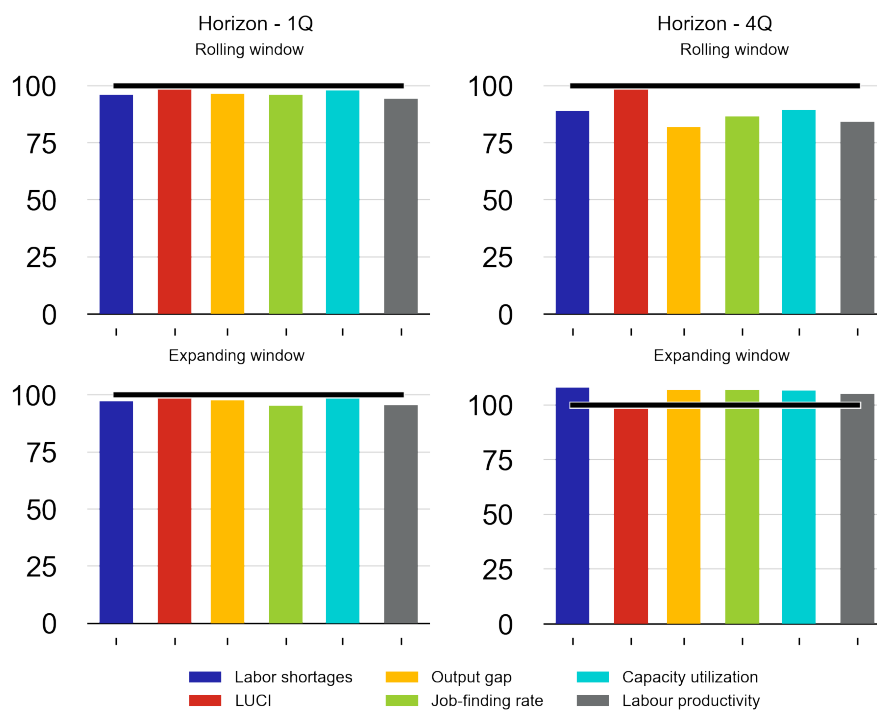 Horizon - 1Q
Rolling window
100
75
50
25
0
Horizon - 4Q
Rolling window
100
75
50
25
0
Expanding window
100
75
50
25
0
Expanding window
100
75
50
25
0
Labor shortages Output gap Capacity utilization
LUCI Job-finding rate Labour productivity